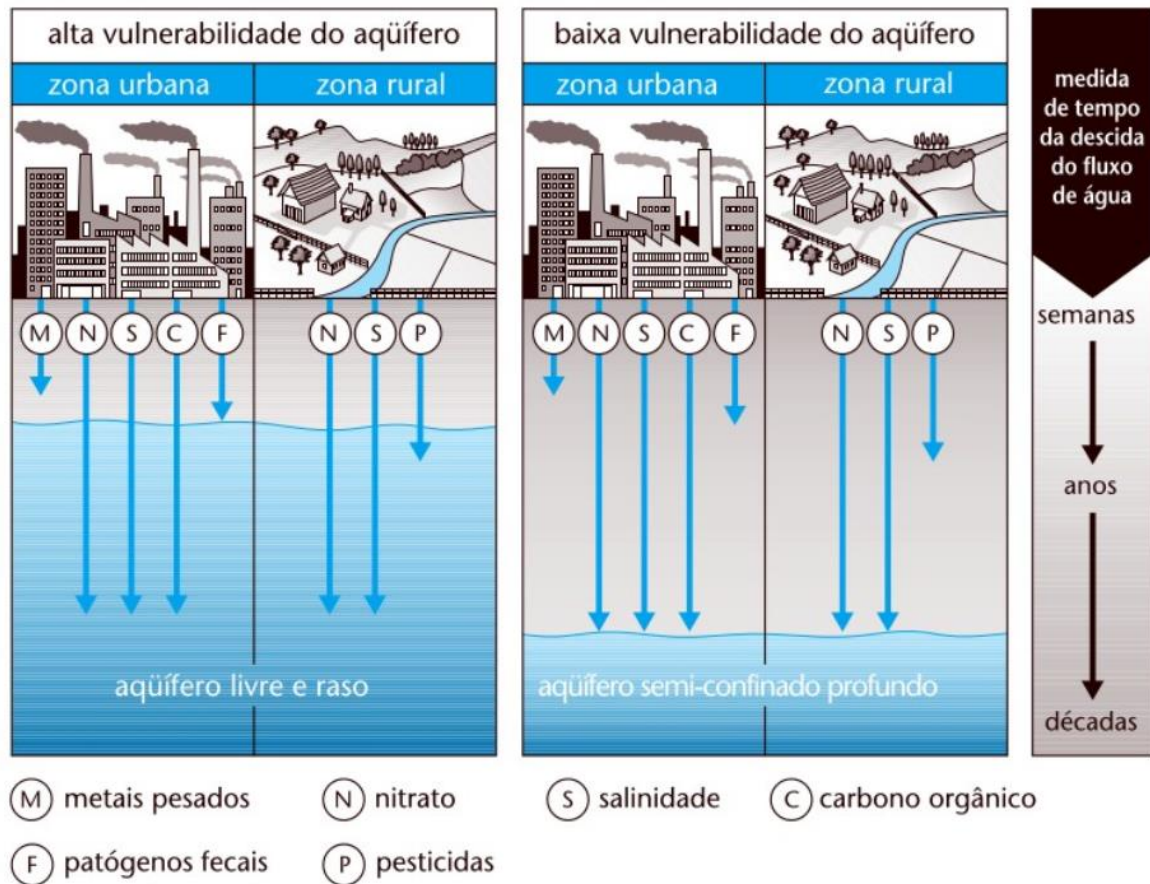 alta vulnerabilidade do aqüífero
zona urbana
zona rural
M
N
S
C
F
N
S
P
aqüífero livre e raso
baixa vulnerabilidade do aqüífero
zona urbana
zona rural
M
N
S
C
F
N
S
P
aqüífero semi-confinado profundo
medida
de tempo
da descida
do fluxo
de água
semanas
anos
décadas
M metais pesados
N nitrato
S salinidade
C carbono orgânico
F patógenos fecais
P pesticidas